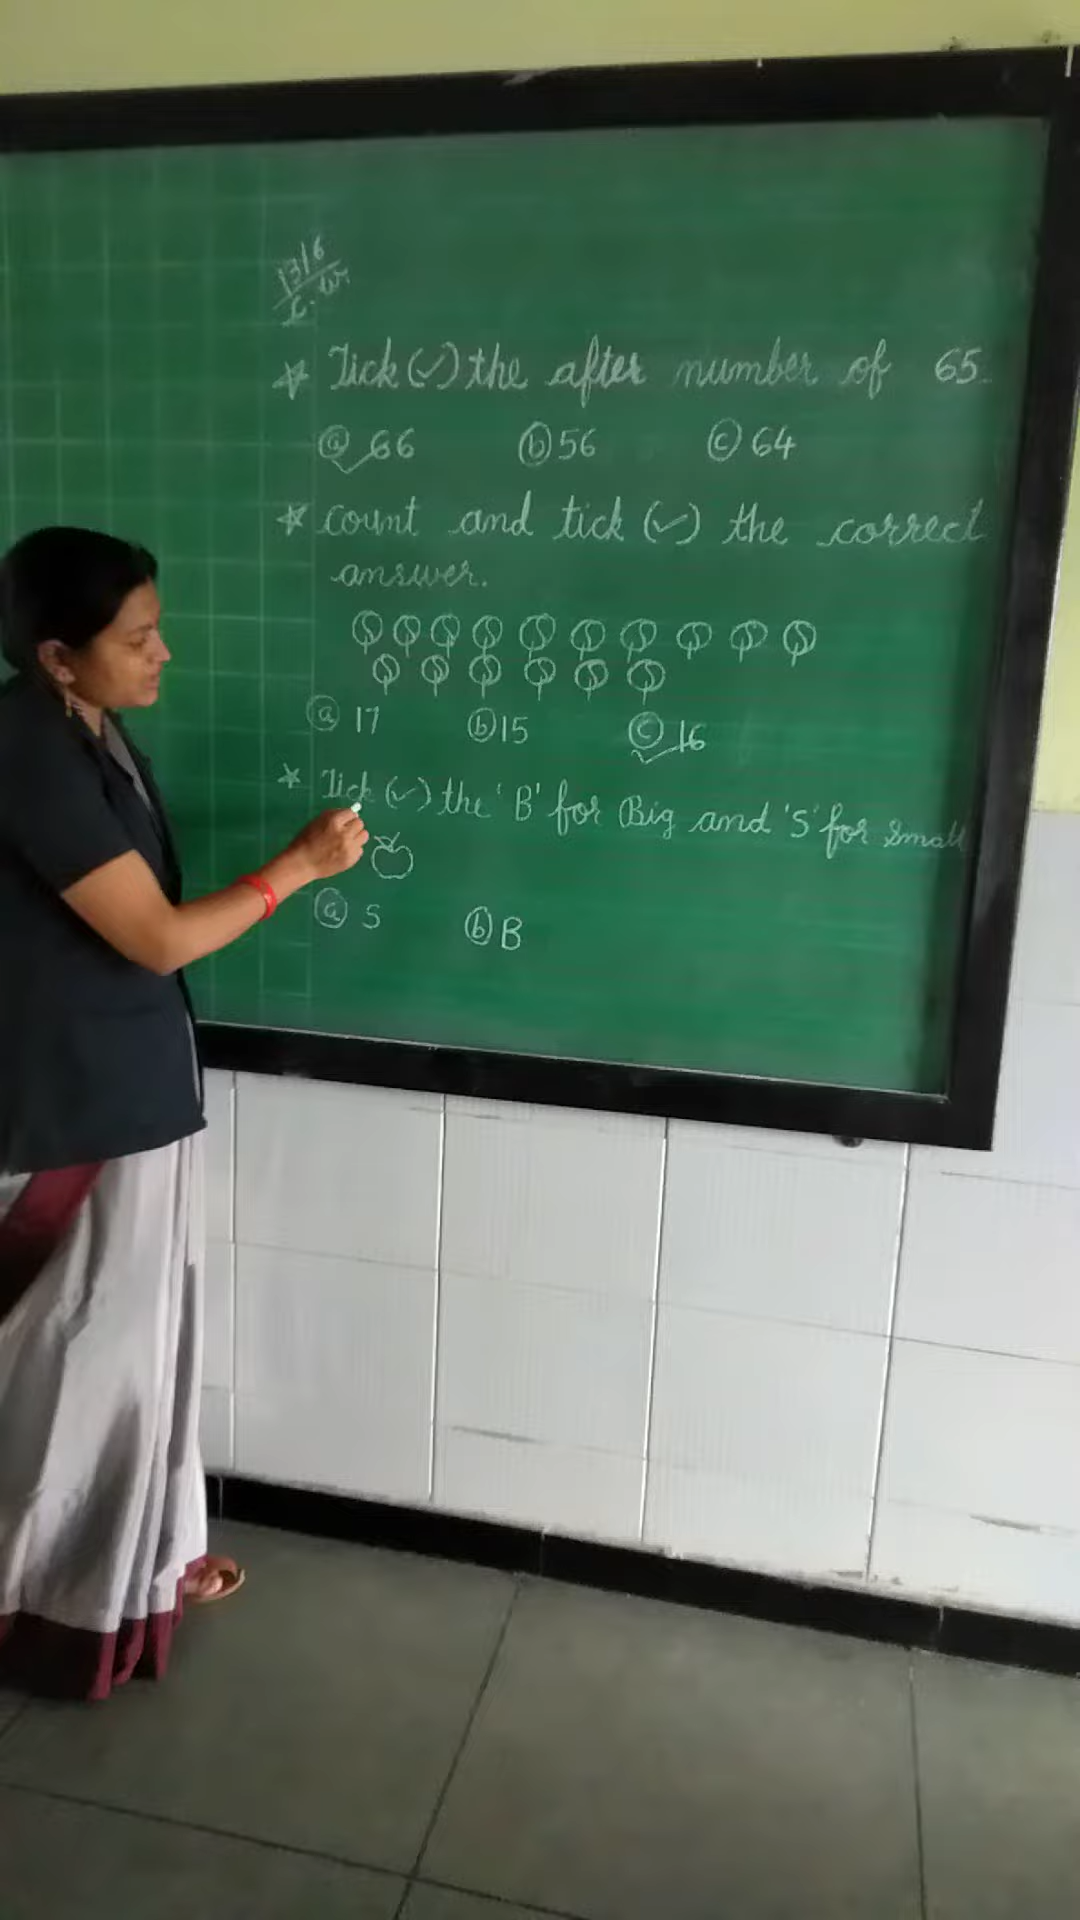 13/6
C.W
☆ Tick (✓) the after number of 65.
ⓐ 66 ⓑ 56 ⓒ 64
☆ count and tick (✓) the correct
answer.
ⓐ 17 ⓑ 15 ⓒ 16
☆ Tick (✓) the 'B' for Big and 'S' for Small
ⓐ S ⓑ B